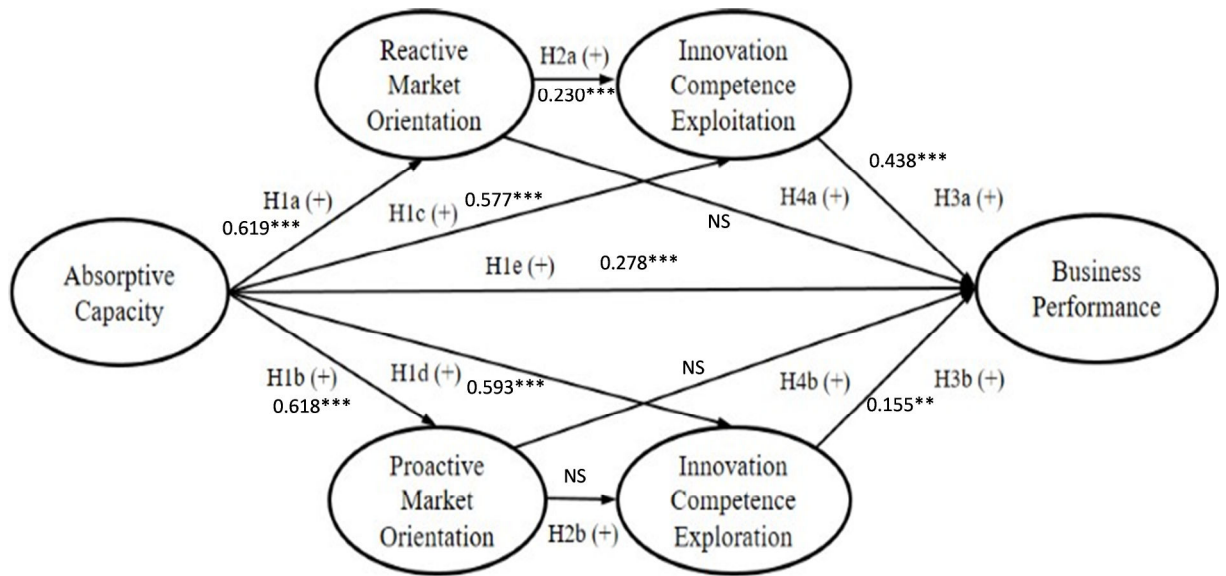 Reactive
Market
Orientation
H2a (+)
0.230***
Innovation
Competence
Exploitation
0.438***
H1a (+)
0.619***
H1c (+)
0.577***
H4a (+)
H3a (+)
NS
Absorptive
Capacity
H1e (+)
0.278***
Business
Performance
H1b (+)
0.618***
H1d (+)
0.593***
NS
H4b (+)
H3b (+)
0.155**
Proactive
Market
Orientation
NS
H2b (+)
Innovation
Competence
Exploration